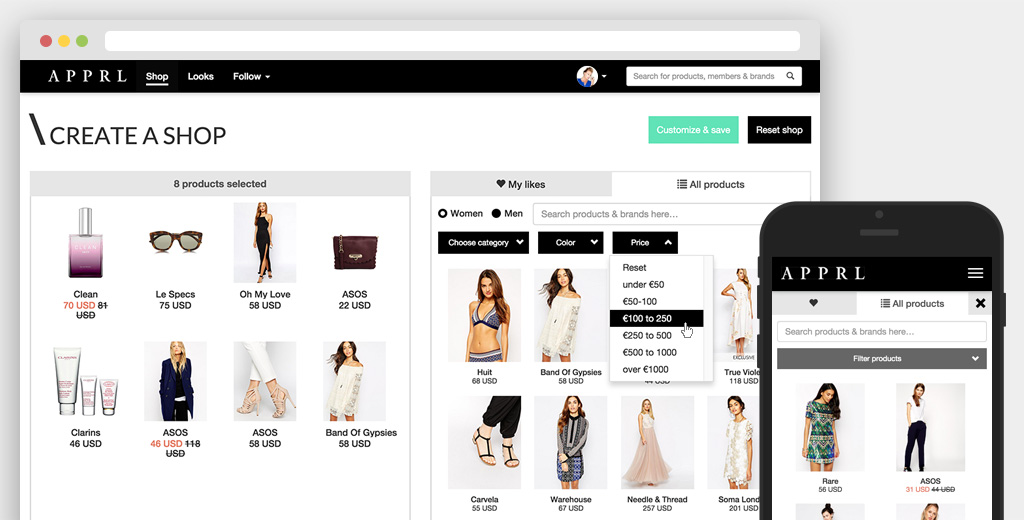 APPRL
Shop Looks Follow
Search for products, members & brands
CREATE A SHOP
Customize & save Reset shop
8 products selected
Clean
70 USD 81
USD
Le Specs
75 USD
Oh My Love
58 USD
ASOS
22 USD
CLARINS
Clarins
46 USD
ASOS
46 USD 118
USD
ASOS
58 USD
Band Of Gypsies
58 USD
My likes All products
Women Men
Search products & brands here...
Choose category Color Price
Reset
under €50
€50-100
€100 to 250
€250 to 500
€500 to 1000
over €1000
Huit
68 USD
Band Of Gypsies
58 USD
44 USD
EXCLUSIVE
118 USD
Carvela
55 USD
Warehouse
67 USD
Needle & Thread
257 USD
Soma
201 USD
APPRL
All products
Search products & brands here...
Filter products
Rare
56 USD
ASOS
31 USD 44 USD